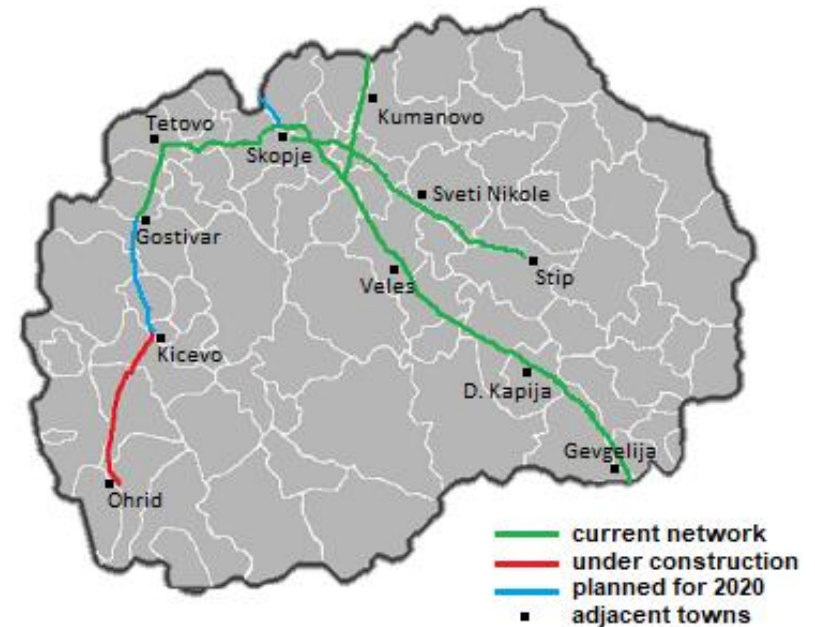 Kumanovo
Tetovo
Skopje
Sveti Nikole
Gostivar
Stip
Veles
Kicevo
D. Kapija
Gevgelija
Ohrid
current network
under construction
planned for 2020
adjacent towns